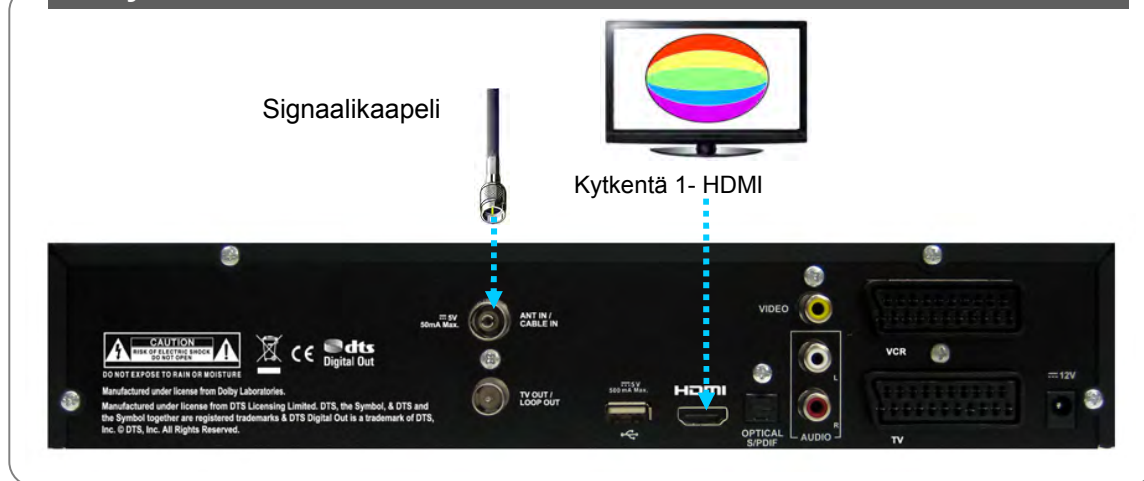 Signaalikaapeli
Kytkentä 1- HDMI
5V
50mA Max.
ANT IN /
CABLE IN
TV OUT /
LOOP OUT
CAUTION
RISK OF ELECTRIC SHOCK
DO NOT OPEN
DO NOT EXPOSE TO RAIN OR MOISTURE
CE
dts
Digital Out
Manufactured under license from Dolby Laboratories.
Manufactured under license from DTS Licensing Limited. DTS, the Symbol, & DTS and
the Symbol together are registered trademarks & DTS Digital Out is a trademark of DTS,
Inc. © DTS, Inc. All Rights Reserved.
5V
500 mA Max.
HDMI
OPTICAL
S/PDIF
VIDEO
L
R
AUDIO
VCR
TV
12V